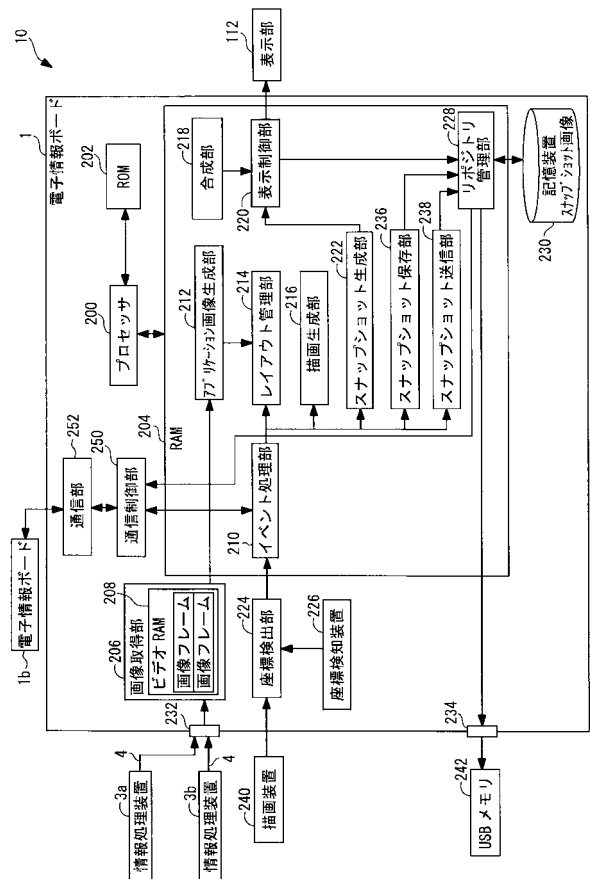 10
1
電子情報ボード
202
ROM
200
プロセッサ
252
通信部
250
通信制御部
1b
電子情報ボード
204
RAM
218
合成部
220
表示制御部
112
表示部
212
アプリケーション画像生成部
214
レイアウト管理部
216
描画生成部
222
スナップショット生成部
236
スナップショット保存部
238
スナップショット送信部
228
リポジトリ
管理部
記憶装置
スナップショット画像
230
210
イベント処理部
206
画像取得部
208
ビデオRAM
画像フレーム
画像フレーム
224
座標検出部
226
座標検知装置
232
234
4
4
3a
情報処理装置
3b
情報処理装置
240
描画装置
242
USBメモリ